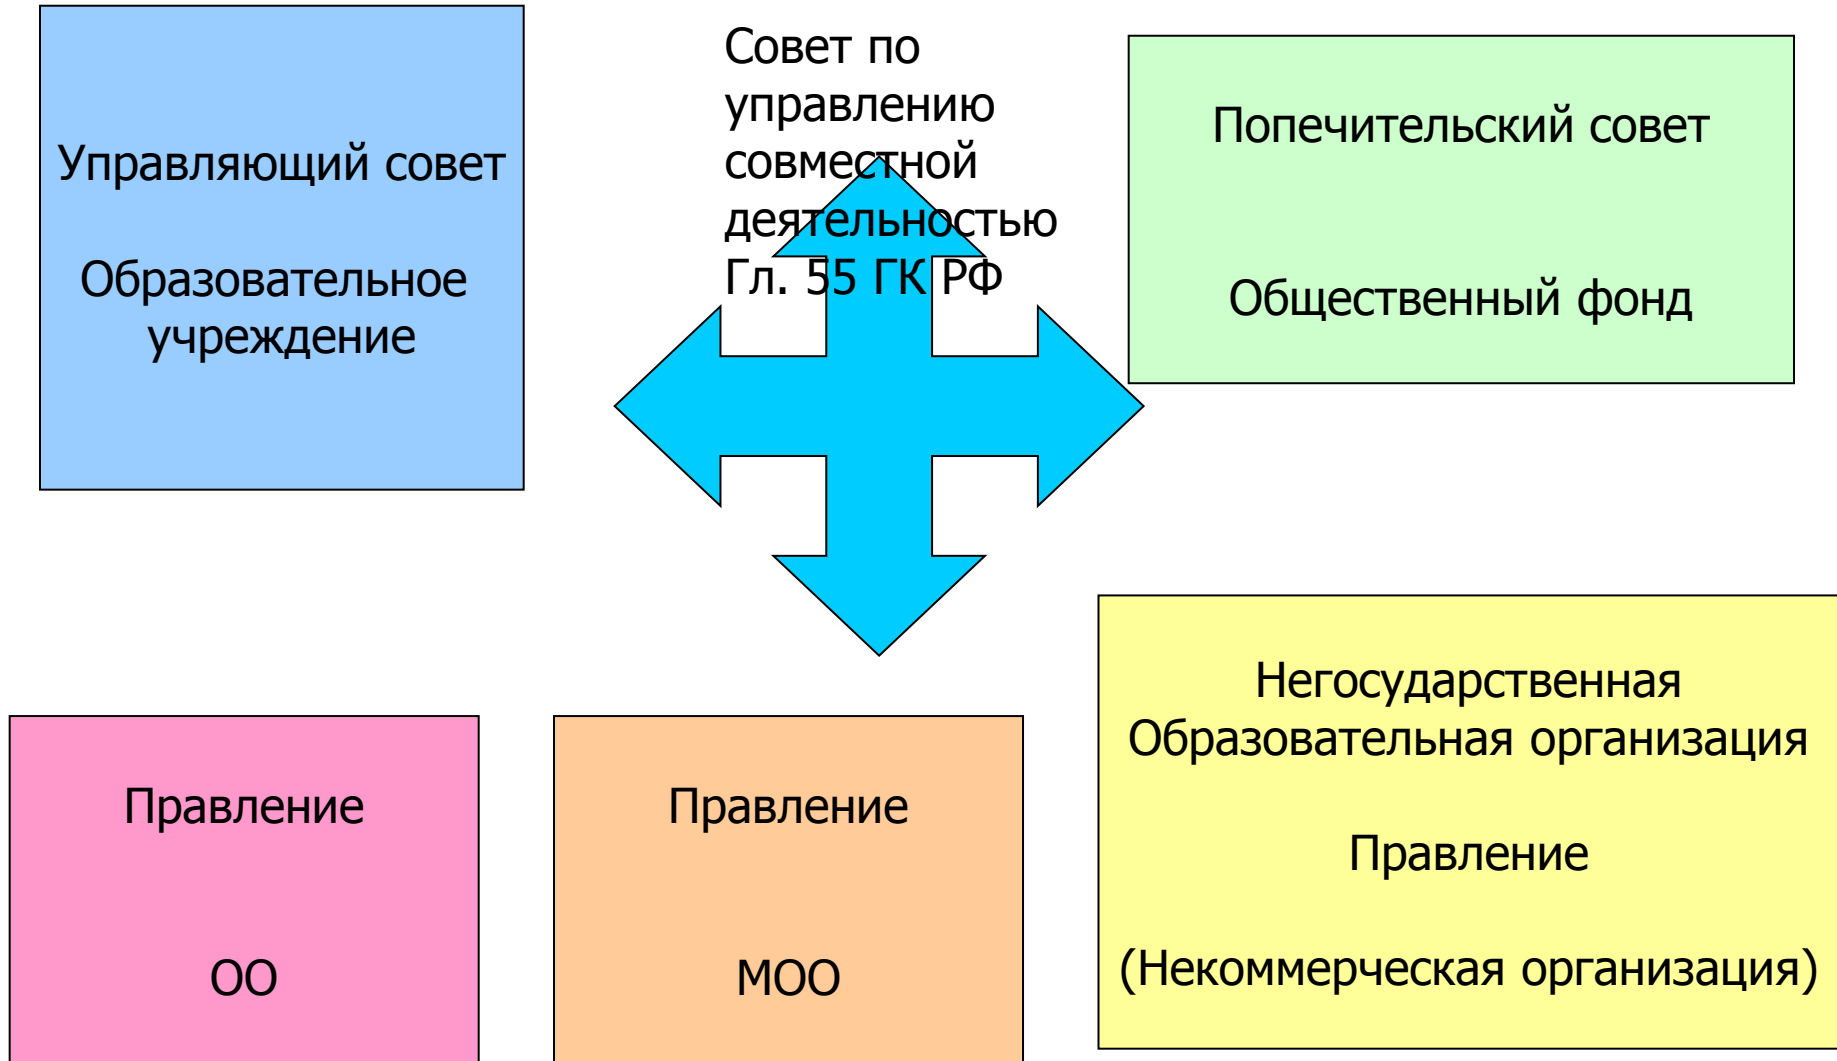 Управляющий совет
Образовательное
учреждение
Совет по
управлению
совместной
деятельностью
Гл. 55 ГК РФ
Попечительский совет
Общественный фонд
Правление
ОО
Правление
МОО
Негосударственная
Образовательная организация
Правление
(Некоммерческая организация)